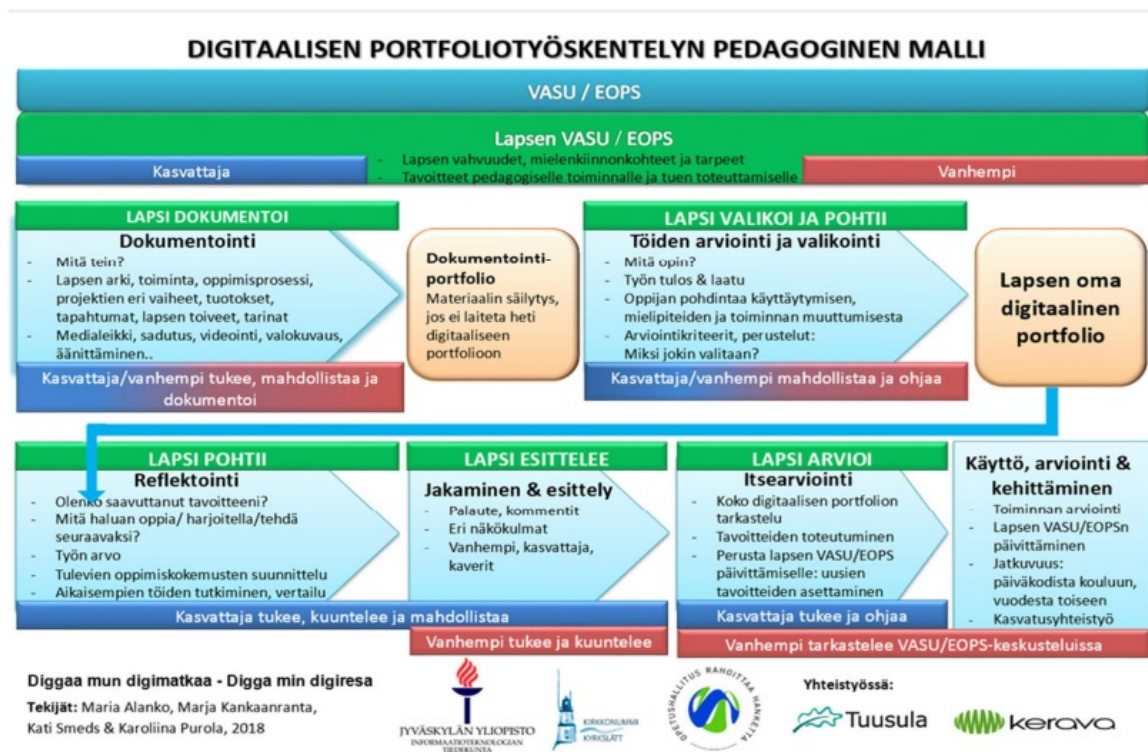 DIGITAALISEN PORTFOLIOTYÖSKENTELYN PEDAGOGINEN MALLI
VASU / EOPS
Lapsen VASU / EOPS
- Lapsen vahvuudet, mielenkiinnonkohteet ja tarpeet
- Tavoitteet pedagogiselle toiminnalle ja tuen toteuttamiselle
Kasvattaja
Vanhempi
LAPSI DOKUMENTOI
Dokumentointi
- Mitä tein?
- Lapsen arki, toiminta, oppimisprosessi,
projektien eri vaiheet, tuotokset,
tapahtumat, lapsen toiveet, tarinat
- Medialeikki, sadutus, videointi, valokuvaus,
äänittäminen..
Kasvattaja/vanhempi tukee, mahdollistaa ja
dokumentoi
Dokumentointi-
portfolio
Materiaalin säilytys,
jos ei laiteta heti
digitaaliseen
portfolioon
LAPSI VALIKOI JA POHTII
Töiden arviointi ja valikointi
- Mitä opin?
- Työn tulos & laatu
- Oppijan pohdintaa käyttäytymisen,
mielipiteiden ja toiminnan muuttumisesta
- Arviointikriteerit, perustelut:
Miksi jokin valitaan?
Kasvattaja/vanhempi mahdollistaa ja ohjaa
Lapsen oma
digitaalinen
portfolio
LAPSI POHTII
Reflektointi
- Olenko saavuttanut tavoitteeni?
- Mitä haluan oppia/ harjoitella/tehdä
seuraavaksi?
- Työn arvo
- Tulevien oppimiskokemusten suunnittelu
- Aikaisempien töiden tutkiminen, vertailu
LAPSI ESITTELEE
Jakaminen & esittely
- Palaute, kommentit
- Eri näkökulmat
- Vanhempi, kasvattaja,
kaverit
Kasvattaja tukee, kuuntelee ja mahdollistaa
Vanhempi tukee ja kuuntelee
LAPSI ARVIOI
Itsearviointi
- Koko digitaalisen portfolion
tarkastelu
- Tavoitteiden toteutuminen
- Perusta lapsen VASU/EOPS
päivittämiselle: uusien
tavoitteiden asettaminen
Kasvattaja tukee ja ohjaa
Käyttö, arviointi &
kehittäminen
- Toiminnan arviointi
- Lapsen VASU/EOPSn
päivittäminen
- Jatkuvuus:
päiväkodista kouluun,
vuodesta toiseen
- Kasvatusyhteistyö
Vanhempi tarkastelee VASU/EOPS-keskusteluissa
Diggaa mun digimatkaa - Digga min digiresa
Tekijät: Maria Alanko, Marja Kankaanranta,
Kati Smeds & Karoliina Purola, 2018
JYVÄSKYLÄN YLIOPISTO
INFORMAATIOTEKNOLOGIAN
TIEDEKUNTA
KIRKKONUMMI
KYRKSLÄTT
OPETUSHALLITUS RAHOITTAA HANKETTA
Yhteistyössä:
Tuusula
kerava